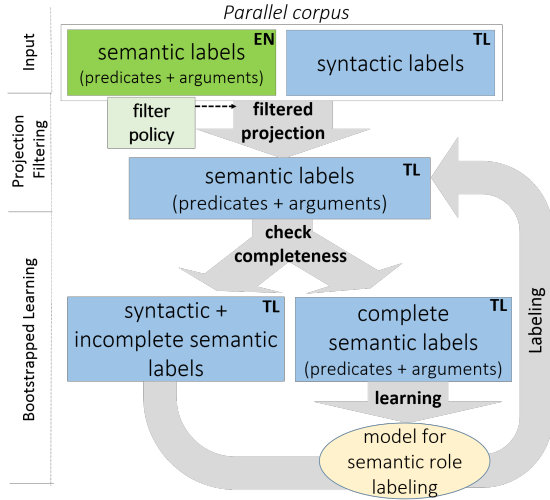 Parallel corpus
Input
EN
semantic labels
(predicates + arguments)
TL
syntactic labels
filter
policy
filtered
projection
Projection
Filtering
TL
semantic labels
(predicates + arguments)
check
completeness
Bootstrapped Learning
TL
syntactic +
incomplete semantic
labels
TL
complete
semantic labels
(predicates + arguments)
Labeling
learning
model for
semantic role
labeling